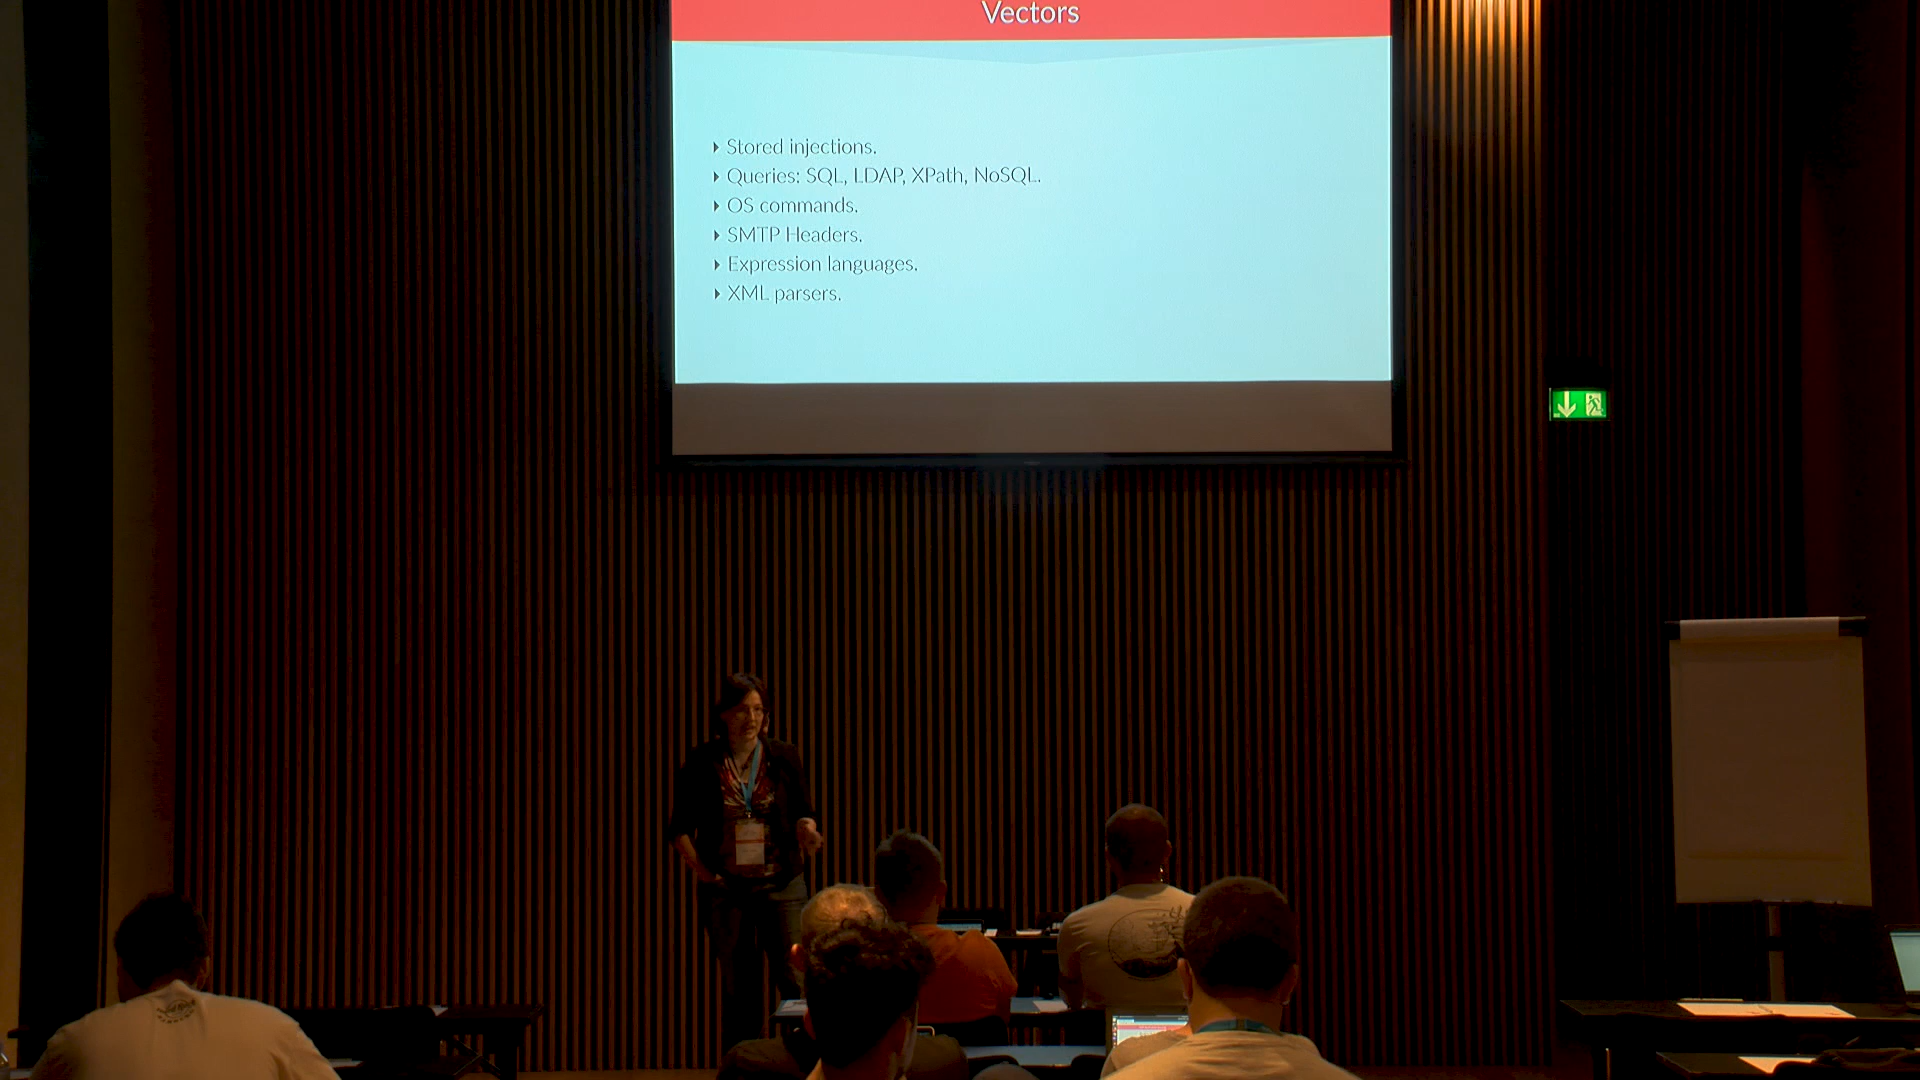 Vectors
Stored injections.
Queries: SQL, LDAP, XPath, NoSQL.
OS commands.
SMTP Headers.
Expression languages.
XML parsers.